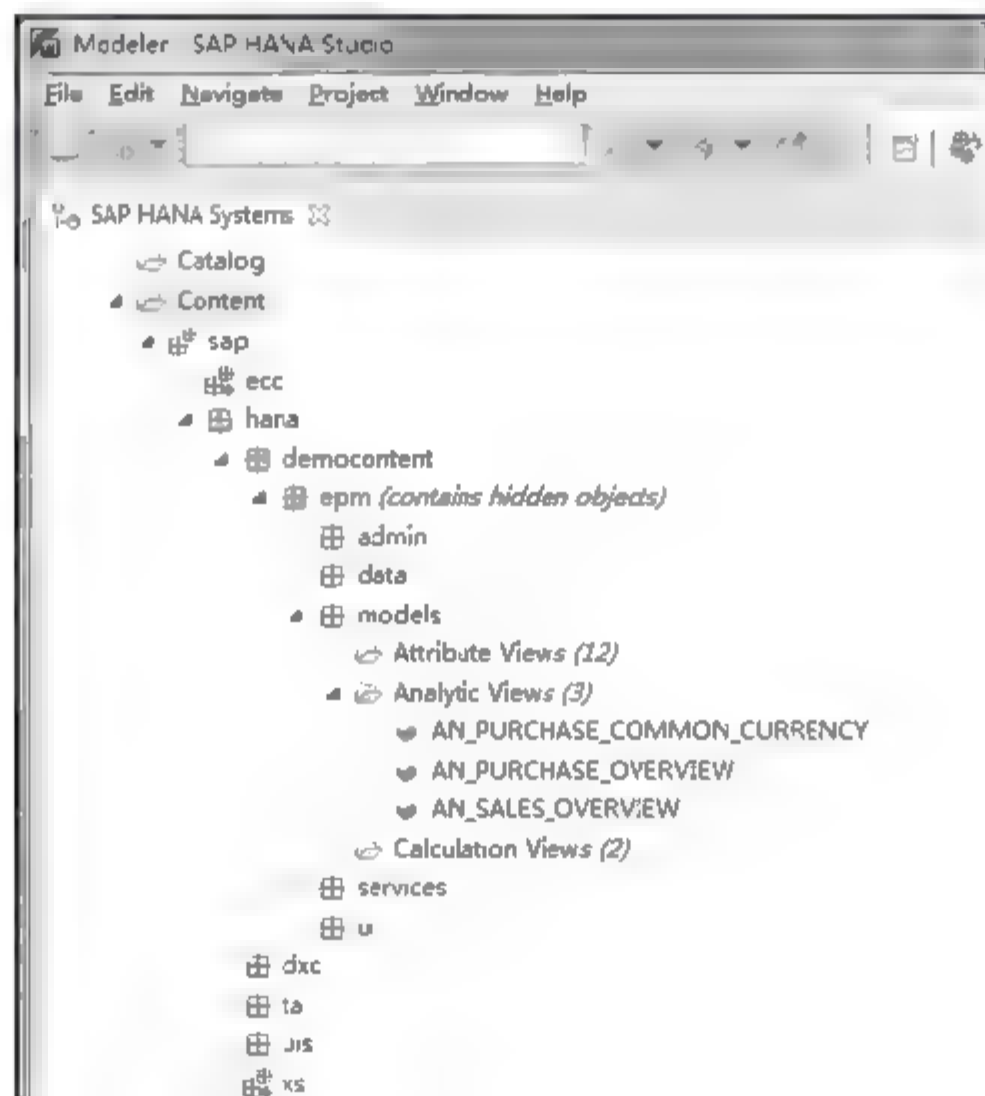 Modeler SAP HANA Studio
File Edit Navigate Project Window Help
SAP HANA Systems
Catalog
Content
sap
ecc
hana
democontent
epm (contains hidden objects)
admin
data
models
Attribute Views (12)
Analytic Views (3)
AN_PURCHASE_COMMON_CURRENCY
AN_PURCHASE_OVERVIEW
AN_SALES_OVERVIEW
Calculation Views (2)
services
dxc
xs